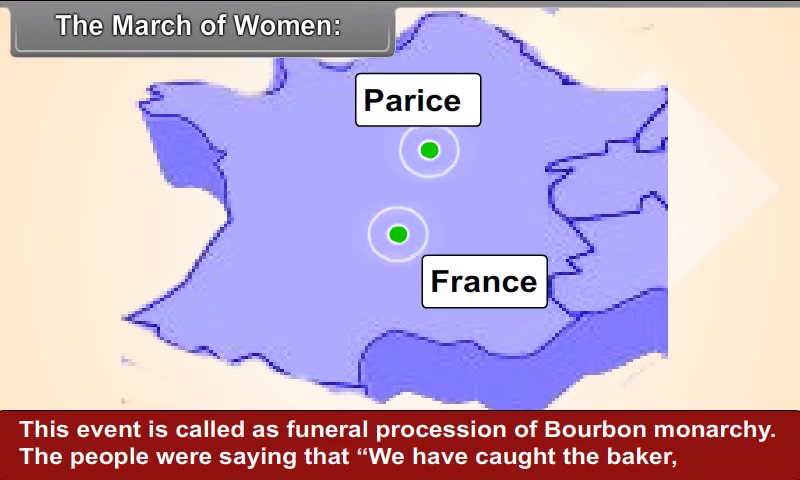 The March of Women:
Parice
France
This event is called as funeral procession of Bourbon monarchy.
The people were saying that “We have caught the baker,